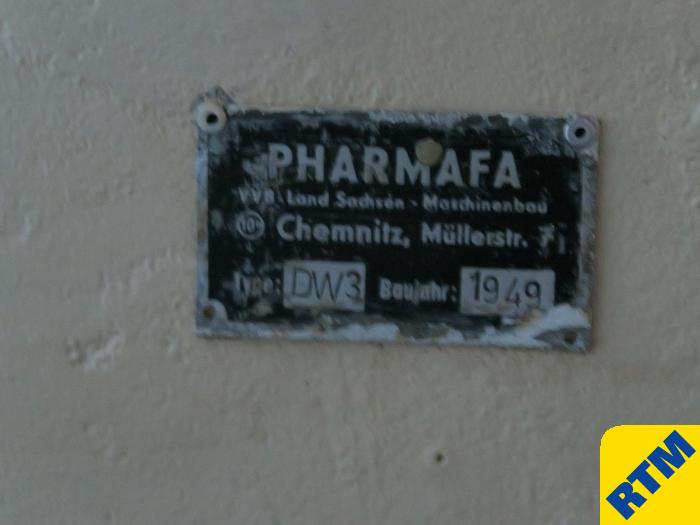 PHARMAFA
VVB Land Sachsen - Maschinenbau
Chemnitz, Müllerstr.
Type: DW3 Baujahr: 1949
RTM